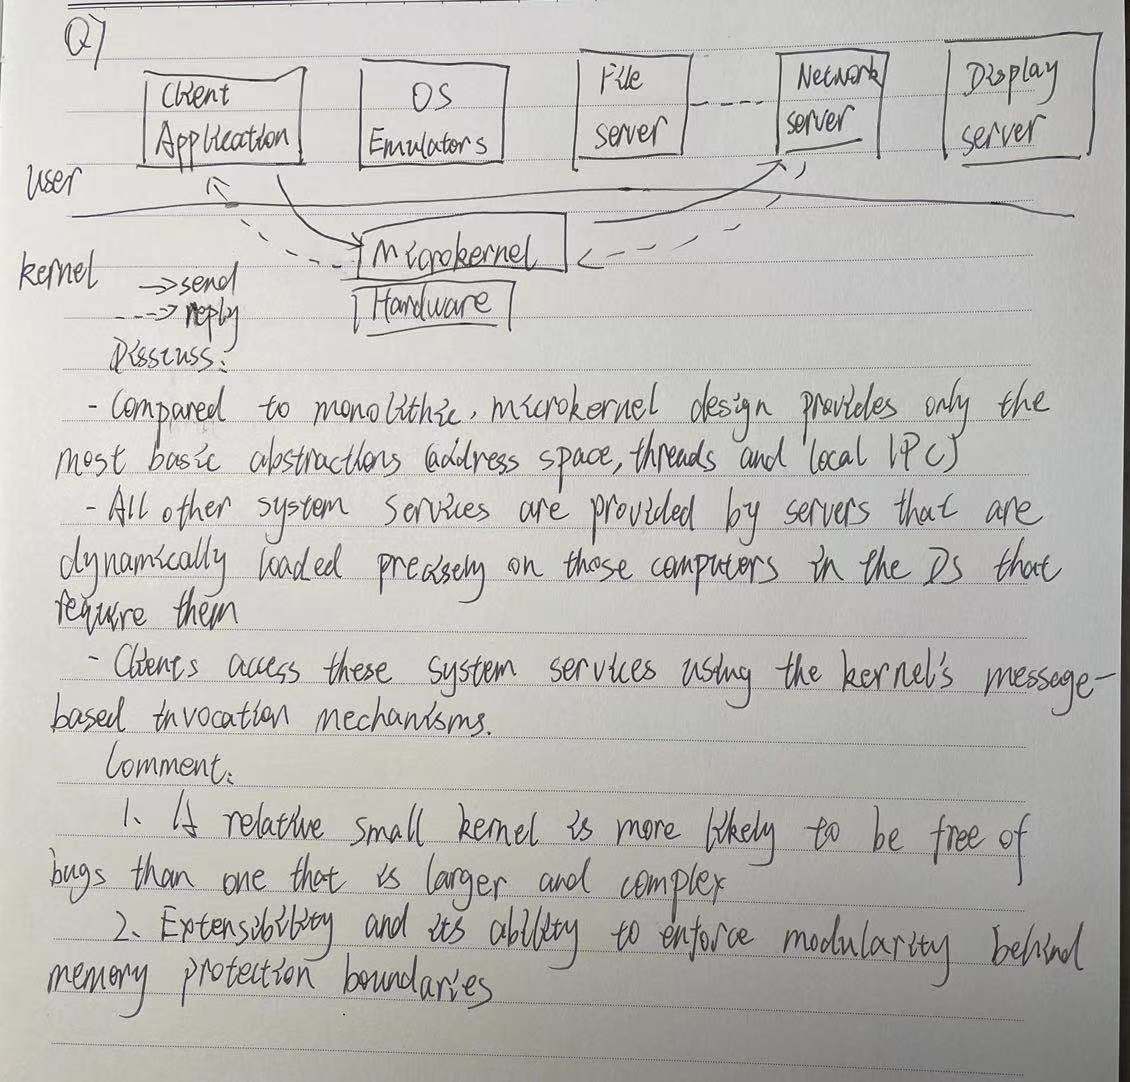 Q7
Client
Application
OS
Emulators
File
server
Network
server
Display
server
user
Microkernel
kernel
→ send
Hardware
---> reply
Disscuss:
- Compared to monolithic, microkernel design provides only the
most basic abstractions (address space, threads and local IPC)
- All other system services are provided by servers that are
dynamically loaded precisely on those computers in the DS that
require them
- Clients access these system services using the kernel's message-
based invocation mechanisms.
Comment:
1. A relative small kernel is more likely to be free of
bugs than one that is larger and complex
2. Extensibility and its ability to enforce modularity behind
memory protection boundaries